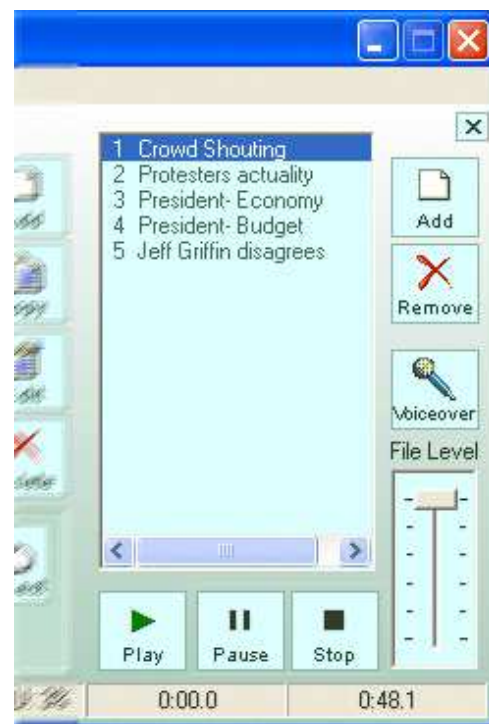 1 Crowd Shouting
2 Protesters actuality
3 President- Economy
4 President- Budget
5 Jeff Griffin disagrees
Add
Remove
Voiceover
File Level
Play
Pause
Stop
0:00.0
0:48.1